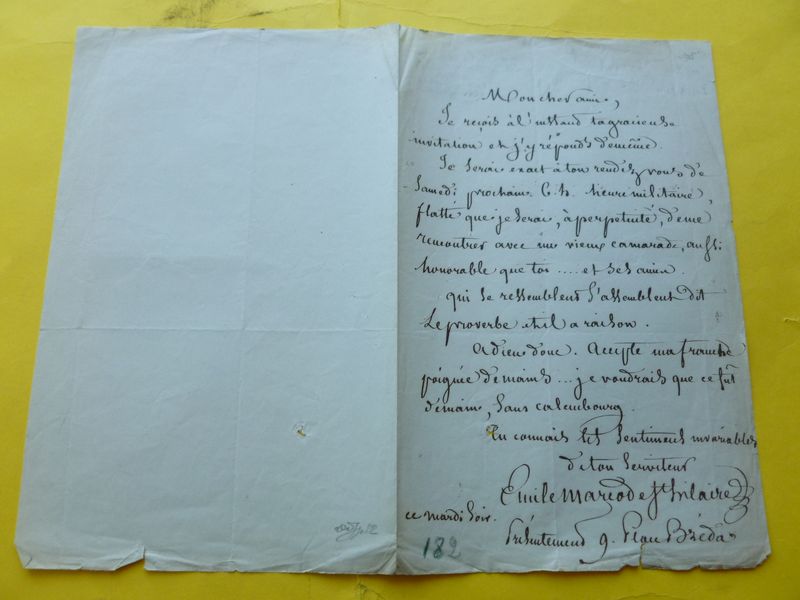 Mon cher ami,
Je reçois à l'instant ta gracieuse
invitation et j'y réponds de même.
Je serai exact à ton rendez vous de
Samedi prochain 6 h. heure militaire,
flatté que je serai, à perpétuité, de me
rencontrer avec un vieux camarade, aussi
honorable que toi .... et ses amis.
qui se ressemblent s'assemblent dit
Le proverbe et il a raison.
Adieu donc. Accepte ma franche
poignée de mains ... je voudrais que ce fût
demain, sans calembourg.
Tu connais les sentiments invariables
de ton serviteur
Emile Marco de St hilaire
ce mardi soir.
Présentement 9. Place Bréda
182